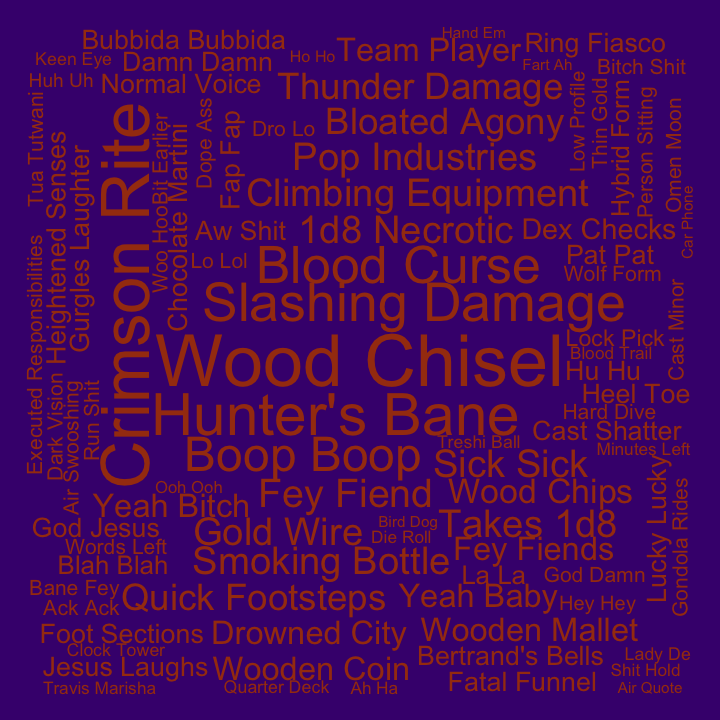 Hand Em
Bubbida Bubbida
Ring Fiasco
Team Player
Keen Eye
Damn Damn
Ho Ho
Fart Ah
Bitch Shit
Huh Uh
Normal Voice
Thunder Damage
Low Profile
Thin Gold
Hybrid Form
Person Sitting
Omen Moon
Tua Tutwani
Dope Ass
Fap Fap
Dro Lo
Bloated Agony
Crimson Rite
Bit Earlier
Woo Hoo
Chocolate Martini
Heightened Senses
Gurgles Laughter
Pop Industries
Climbing Equipment
Car Phone
Aw Shit
1d8 Necrotic
Dex Checks
Lo Lol
Blood Curse
Pat Pat
Wolf Form
Executed Responsibilities
Slashing Damage
Cast Minor
Lock Pick
Wood Chisel
Blood Trail
Hu Hu
Dark Vision
Air Swooshing
Run Shit
Heel Toe
Hunter's Bane
Hard Dive
Cast Shatter
Boop Boop
Treshi Ball
Minutes Left
Sick Sick
Ooh Ooh
Yeah Bitch
Fey Fiend
Wood Chips
Lucky Lucky
Gondola Rides
God Jesus
Gold Wire
Bird Dog
Die Roll
Takes 1d8
Words Left
Blah Blah
Smoking Bottle
Fey Fiends
La La
God Damn
Bane Fey
Quick Footsteps
Yeah Baby
Ack Ack
Hey Hey
Foot Sections
Drowned City
Wooden Mallet
Clock Tower
Jesus Laughs
Wooden Coin
Bertrand's Bells
Lady De
Shit Hold
Travis Marisha
Quarter Deck
Ah Ha
Fatal Funnel
Air Quote